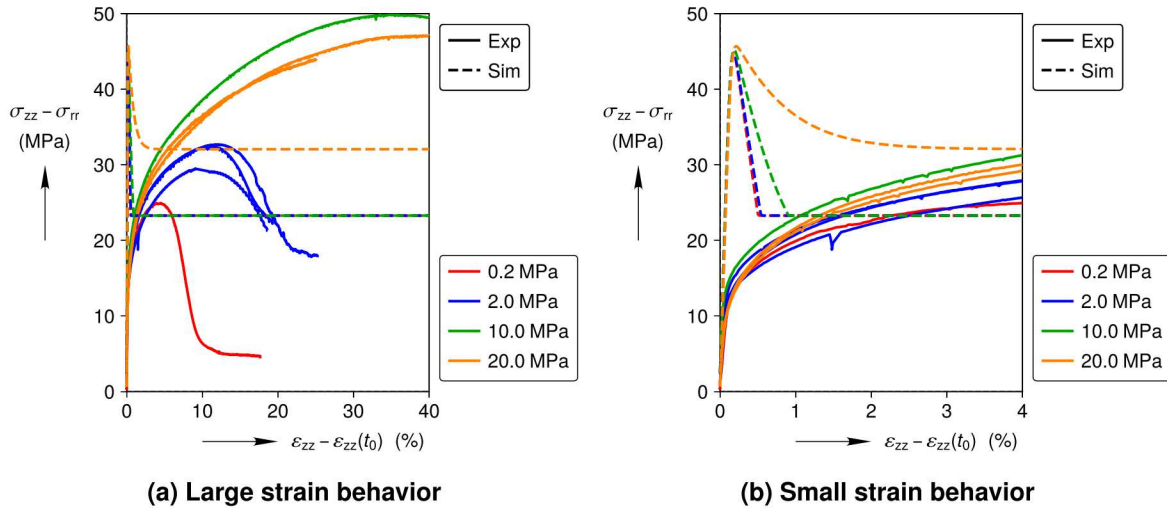 50
40
30
20
10
0
0
10
20
30
40
σzz – σrr
(MPa)
εzz – εzz(t0) (%)
Exp
Sim
0.2 MPa
2.0 MPa
10.0 MPa
20.0 MPa
(a) Large strain behavior
50
40
30
20
10
0
0
1
2
3
4
σzz – σrr
(MPa)
εzz – εzz(t0) (%)
Exp
Sim
0.2 MPa
2.0 MPa
10.0 MPa
20.0 MPa
(b) Small strain behavior